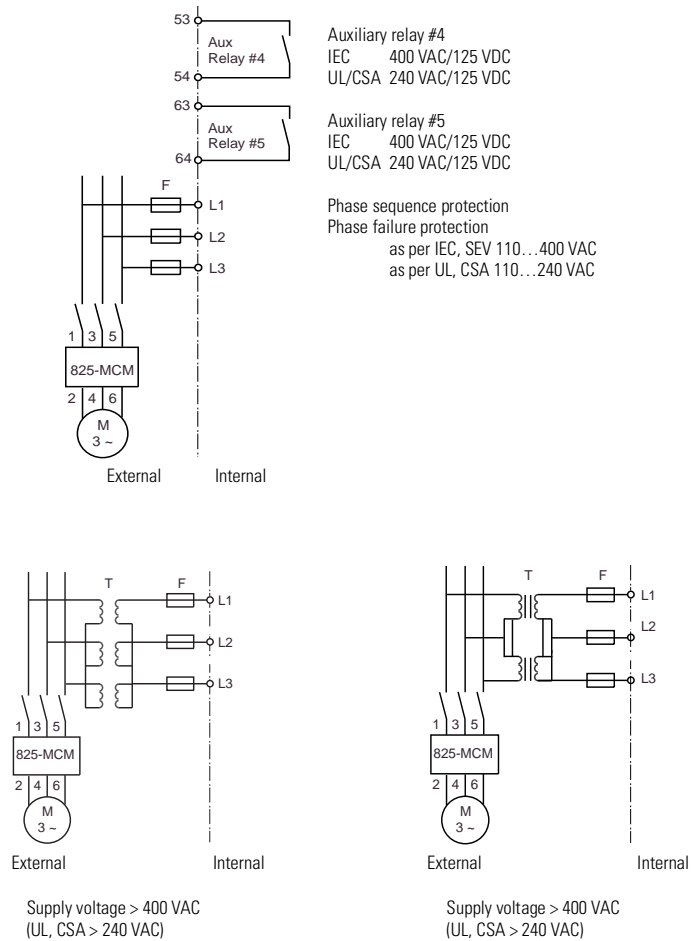 53
Aux
Relay #4
54
63
Aux
Relay #5
64
Auxiliary relay #4
IEC 400 VAC/125 VDC
UL/CSA 240 VAC/125 VDC
Auxiliary relay #5
IEC 400 VAC/125 VDC
UL/CSA 240 VAC/125 VDC
Phase sequence protection
Phase failure protection
as per IEC, SEV 110…400 VAC
as per UL, CSA 110…240 VAC
F
L1
L2
L3
1 3 5
825-MCM
2 4 6
M
3 ~
External Internal
T F
L1
L2
L3
1 3 5
825-MCM
2 4 6
M
3 ~
External Internal
Supply voltage > 400 VAC
(UL, CSA > 240 VAC)
T F
L1
L2
L3
1 3 5
825-MCM
2 4 6
M
3 ~
External Internal
Supply voltage > 400 VAC
(UL, CSA > 240 VAC)